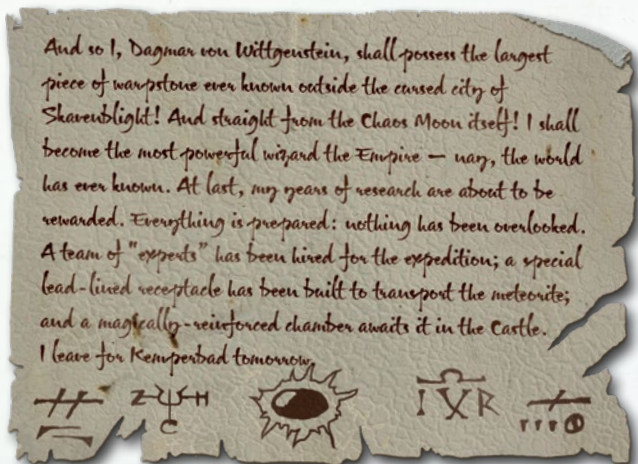 And so I, Dagmar von Wittgenstein, shall possess the largest
piece of warpstone ever known outside the cursed city of
Skavenblight! And straight from the Chaos Moon itself! I shall
become the most powerful wizard the Empire — nay, the world
has ever known. At last, my years of research are about to be
rewarded. Everything is prepared: nothing has been overlooked.
A team of "experts" has been hired for the expedition; a special
lead-lined receptacle has been built to transport the meteorite;
and a magically-reinforced chamber awaits it in the Castle.
I leave for Kemperbad tomorrow.